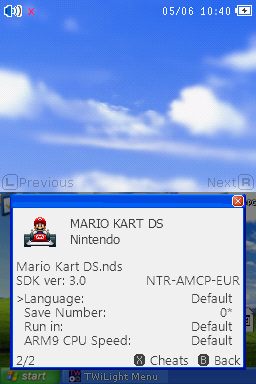 05/06 10:40
L Previous
Next R
MARIO KART DS
Nintendo
Mario Kart DS.nds
SDK ver: 3.0 NTR-AMCP-EUR
>Language: Default
Save Number: 0*
Run in: Default
ARM9 CPU Speed: Default
2/2 X Cheats B Back
start TWiLight Menu